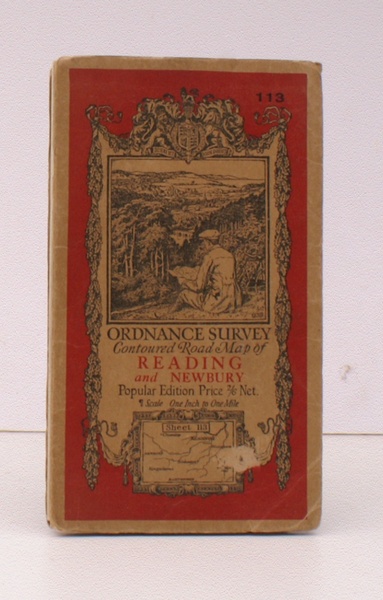 113
ORDNANCE SURVEY
Contoured Road Map of
READING
and NEWBURY
Popular Edition Price 2/6 Net.
Scale One Inch to One Mile
Sheet 113